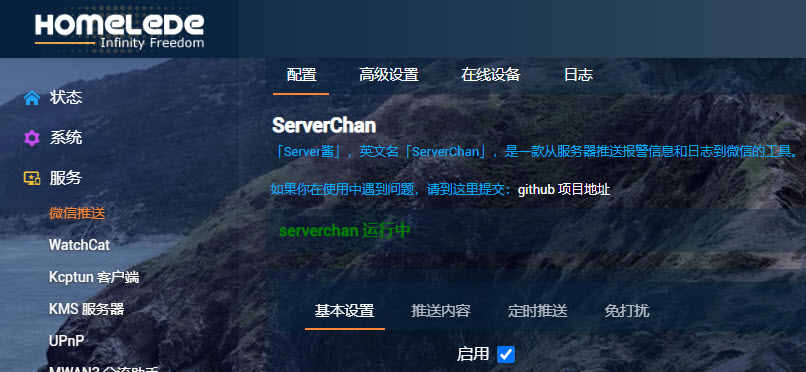 HOMELEDE
Infinity Freedom
配置 高级设置 在线设备 日志
状态
系统
服务
微信推送
WatchCat
Kcptun 客户端
KMS 服务器
UPnP
MWAN3 分流助手
ServerChan
「Server酱」，英文名「ServerChan」，是一款从服务器推送报警信息和日志到微信的工具。
如果你在使用中遇到问题，请到这里提交：github 项目地址
serverchan 运行中
基本设置 推送内容 定时推送 免打扰
启用